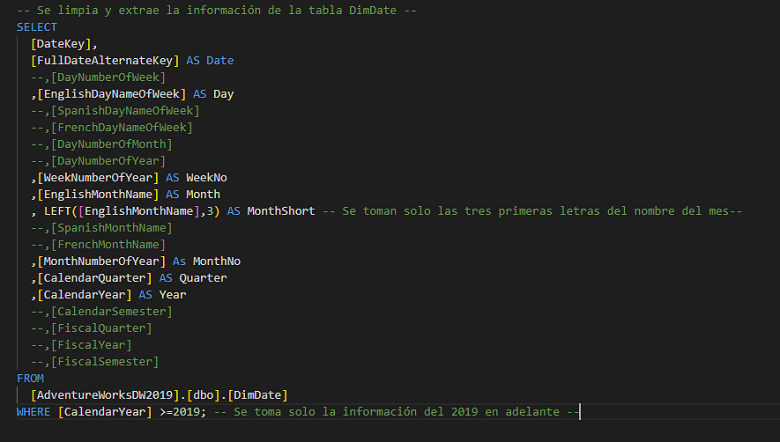 -- Se limpia y extrae la información de la tabla DimDate --
SELECT
[DateKey],
[FullDateAlternateKey] AS Date
--,[DayNumberOfWeek]
,[EnglishDayNameOfWeek] AS Day
--,[SpanishDayNameOfWeek]
--,[FrenchDayNameOfWeek]
--,[DayNumberOfMonth]
--,[DayNumberOfYear]
,[WeekNumberOfYear] AS WeekNo
,[EnglishMonthName] AS Month
, LEFT([EnglishMonthName],3) AS MonthShort -- Se toman solo las tres primeras letras del nombre del mes--
--,[SpanishMonthName]
--,[FrenchMonthName]
,[MonthNumberOfYear] As MonthNo
,[CalendarQuarter] AS Quarter
,[CalendarYear] AS Year
--,[CalendarSemester]
--,[FiscalQuarter]
--,[FiscalYear]
--,[FiscalSemester]
FROM
[AdventureWorksDW2019].[dbo].[DimDate]
WHERE [CalendarYear] >=2019; -- Se toma solo la información del 2019 en adelante --